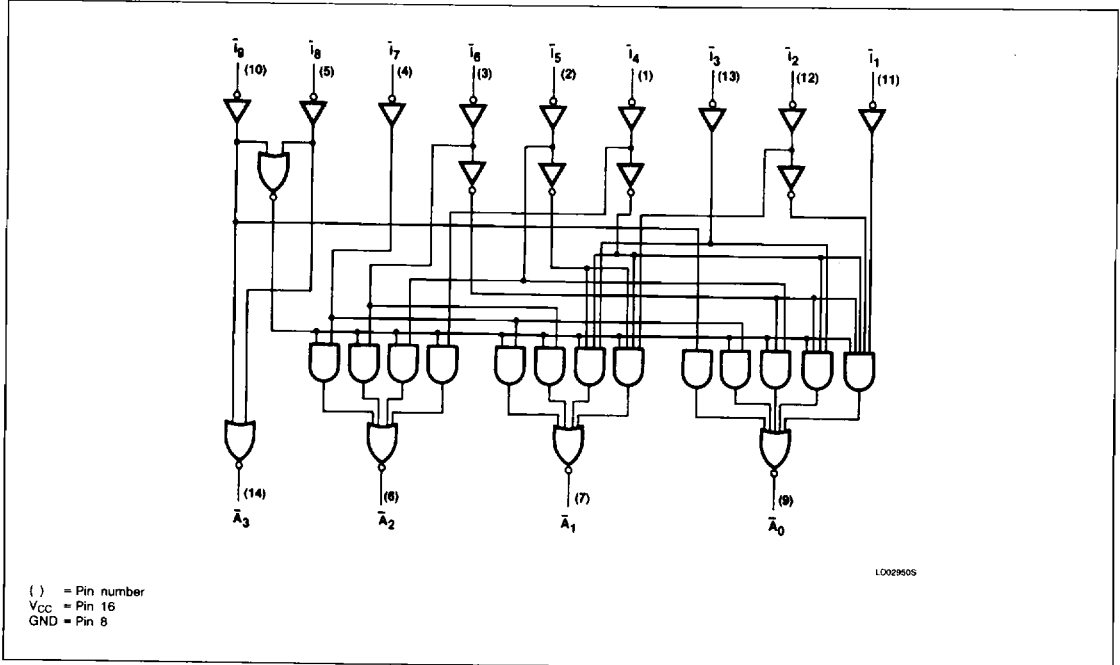 Ī9 Ī8 Ī7 Ī6 Ī5 Ī4 Ī3 Ī2 Ī1
(10) (5) (4) (3) (2) (1) (13) (12) (11)
(14) (6) (7) (9)
Ā3 Ā2 Ā1 Ā0
LD02950S
( ) = Pin number
VCC = Pin 16
GND = Pin 8